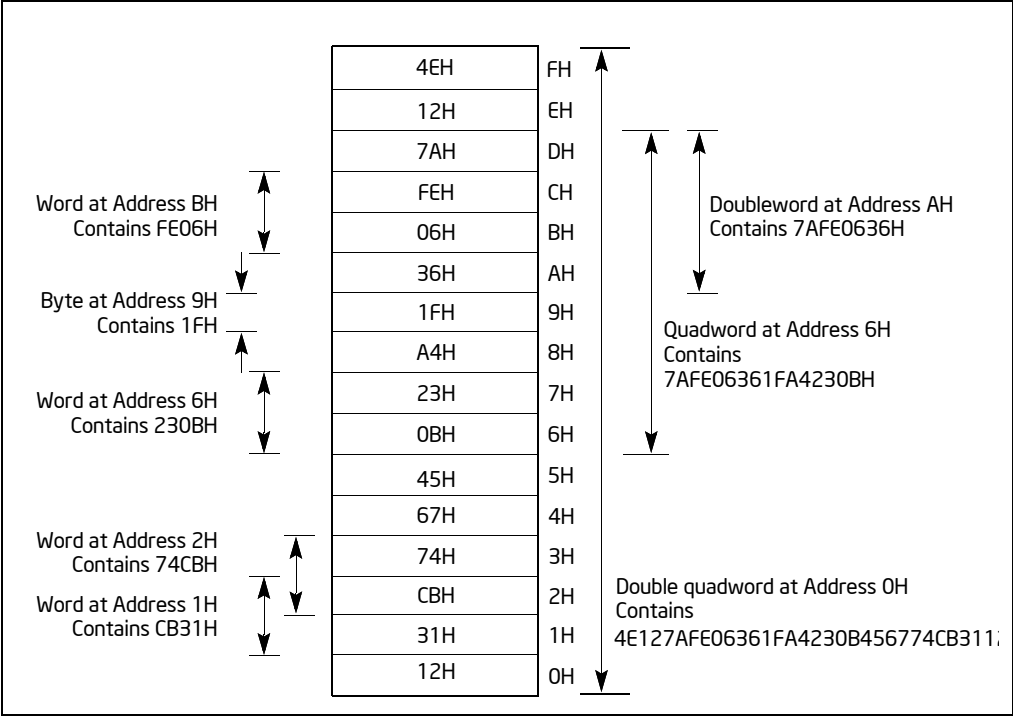 4EH FH
12H EH
7AH DH
FEH CH
06H BH
36H AH
1FH 9H
A4H 8H
23H 7H
0BH 6H
45H 5H
67H 4H
74H 3H
CBH 2H
31H 1H
12H 0H
Word at Address BH
Contains FE06H
Byte at Address 9H
Contains 1FH
Word at Address 6H
Contains 230BH
Word at Address 2H
Contains 74CBH
Word at Address 1H
Contains CB31H
Doubleword at Address AH
Contains 7AFE0636H
Quadword at Address 6H
Contains
7AFE06361FA4230BH
Double quadword at Address 0H
Contains
4E127AFE06361FA4230B456774CB311